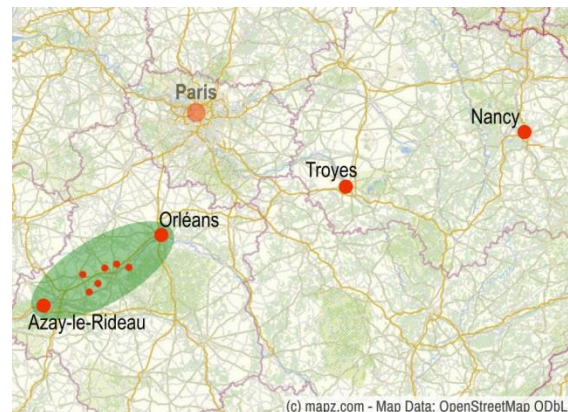 Paris
Nancy
Troyes
Orléans
Azay-le-Rideau
(c) mapz.com - Map Data: OpenStreetMap ODbL